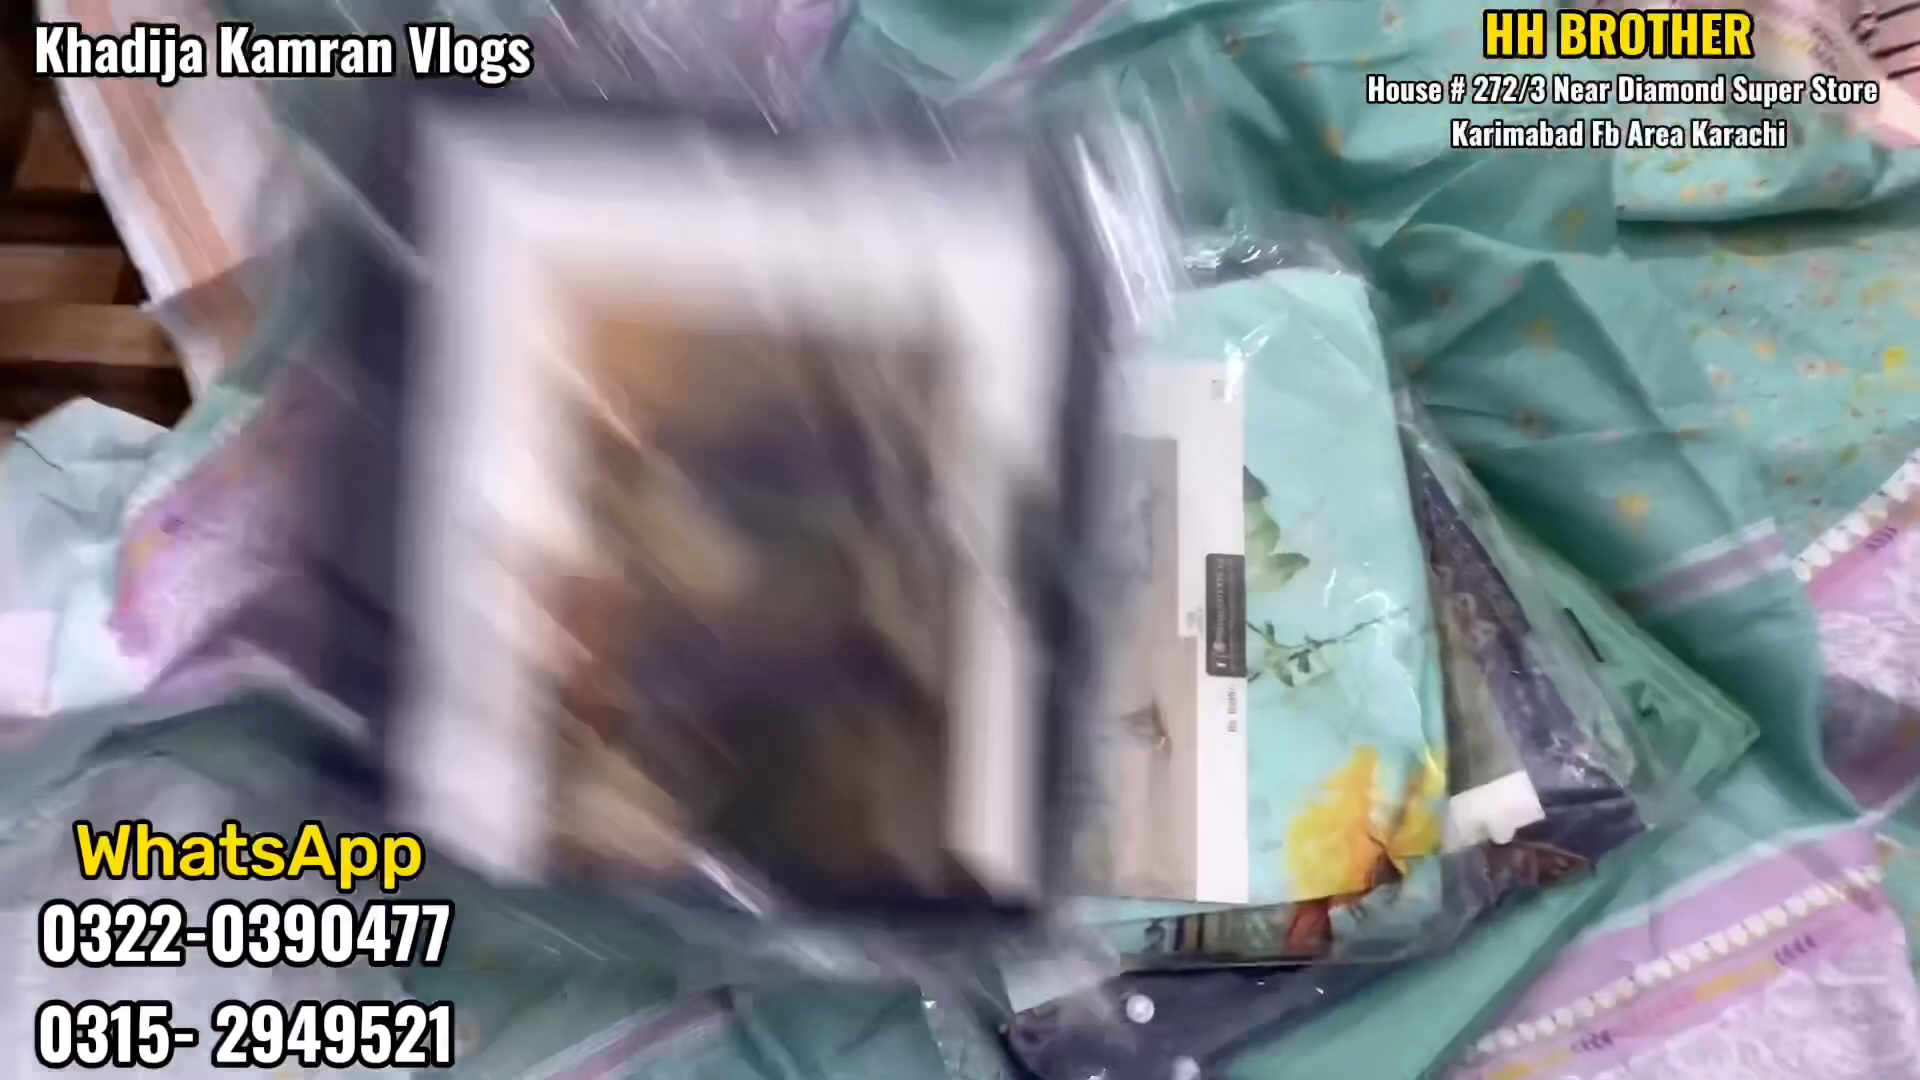 Khadija Kamran Vlogs
HH BROTHER
House # 272/3 Near Diamond Super Store
Karimabad Fb Area Karachi
WhatsApp
0322-0390477
0315- 2949521